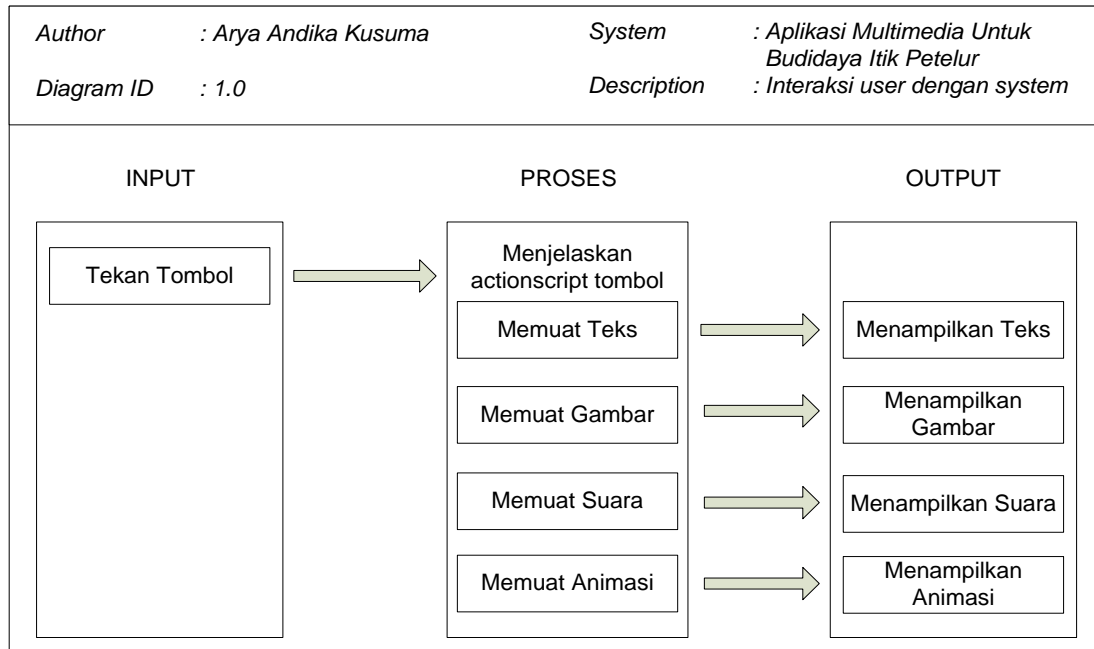 Author : Arya Andika Kusuma
System : Aplikasi Multimedia Untuk
Budidaya Itik Petelur
Diagram ID : 1.0
Description : Interaksi user dengan system
INPUT
PROSES
OUTPUT
Tekan Tombol
Menjelaskan
actionscript tombol
Memuat Teks
Menampilkan Teks
Memuat Gambar
Menampilkan
Gambar
Memuat Suara
Menampilkan Suara
Memuat Animasi
Menampilkan
Animasi